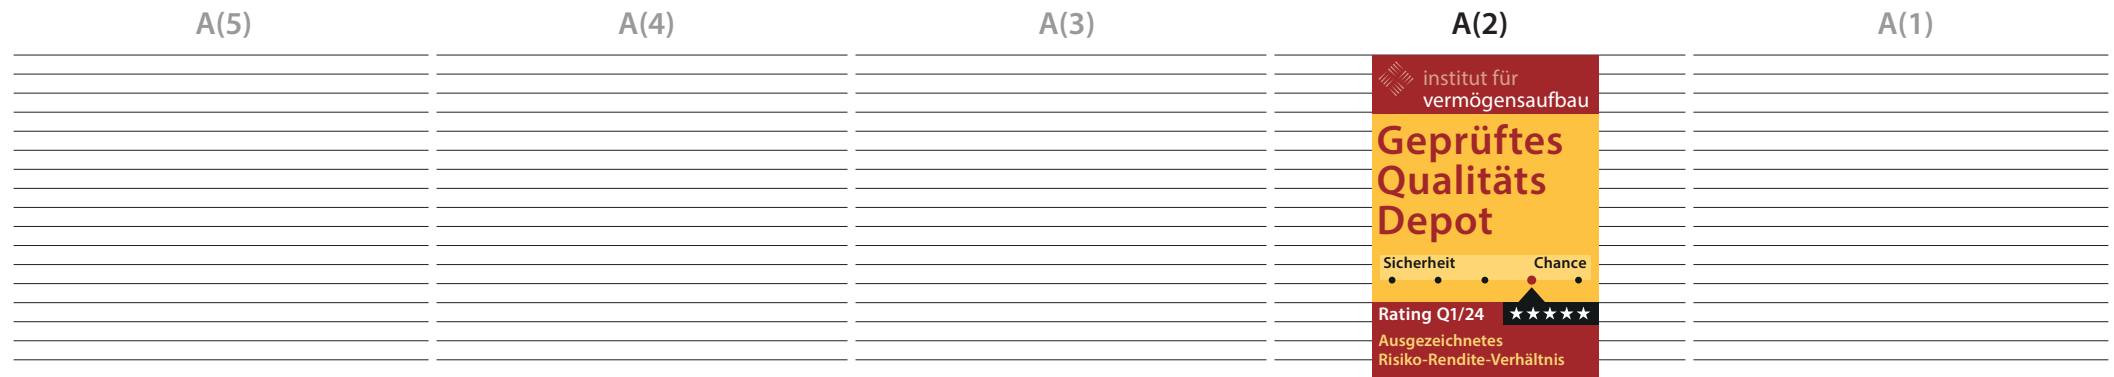 A(5) A(4) A(3) A(2) A(1)
institut für
vermögensaufbau
Geprüftes
Qualitäts
Depot
Sicherheit Chance
Rating Q1/24 ★★★★★
Ausgezeichnetes
Risiko-Rendite-Verhältnis